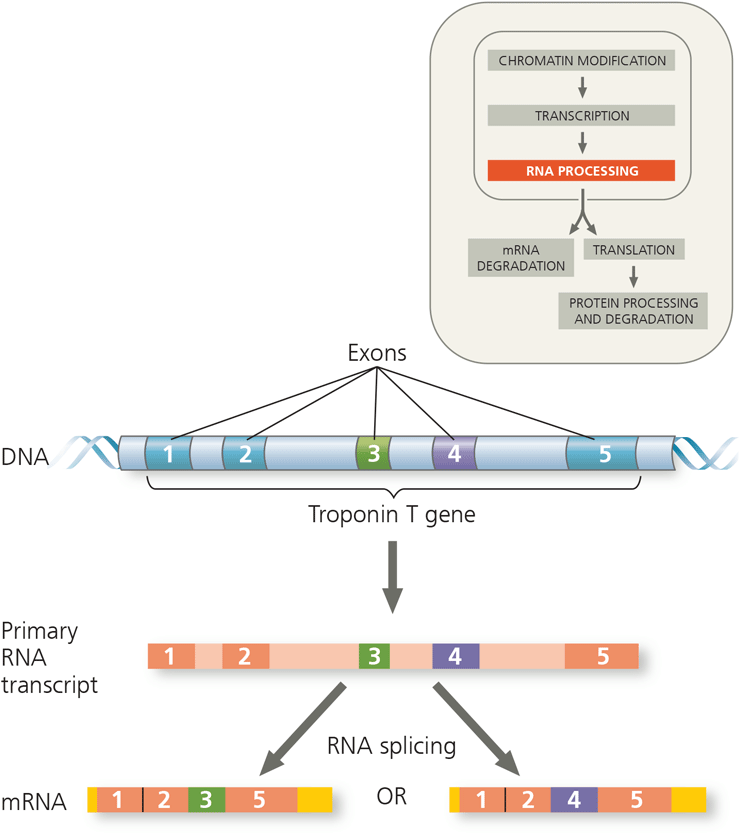 CHROMATIN MODIFICATION
TRANSCRIPTION
RNA PROCESSING
mRNA
DEGRADATION
TRANSLATION
PROTEIN PROCESSING
AND DEGRADATION
Exons
DNA
1 2 3 4 5
Troponin T gene
Primary
RNA
transcript
1 2 3 4 5
RNA splicing
mRNA
1 2 3 5
OR
1 2 4 5